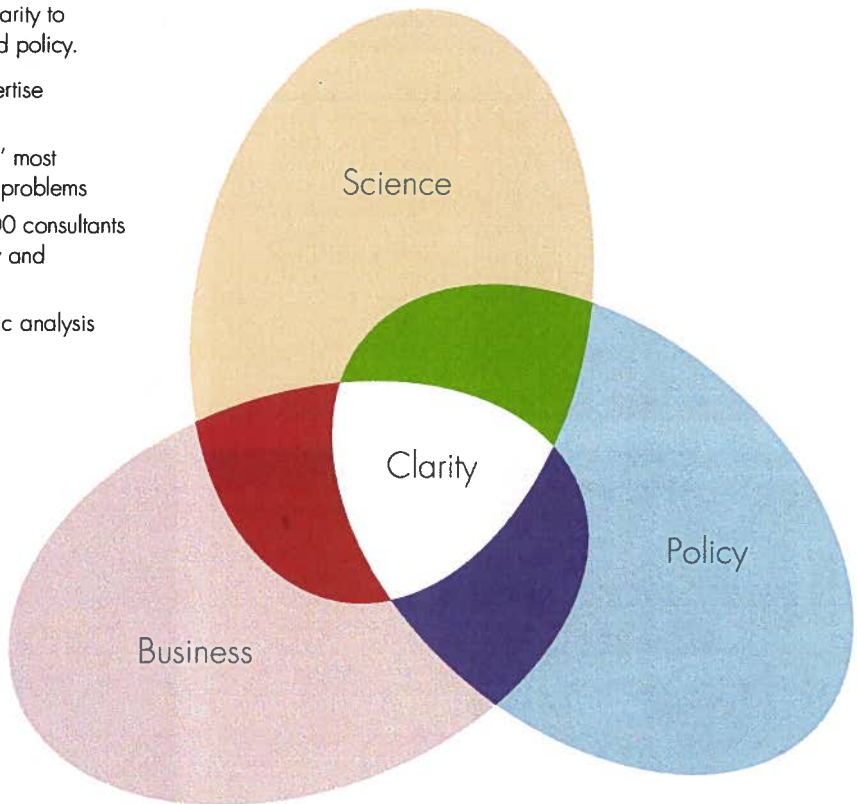 arity to
d policy.
ertise
' most
problems
00 consultants
y and
c analysis
Science
Clarity
Policy
Business